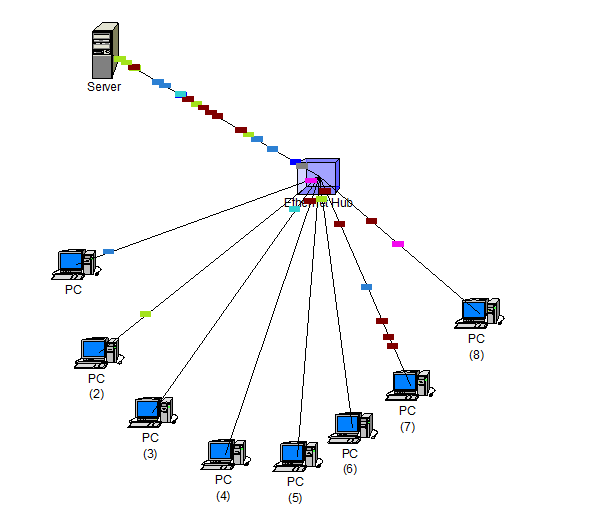 Server
Ethernet Hub
PC
PC
(2)
PC
(3)
PC
(4)
PC
(5)
PC
(6)
PC
(7)
PC
(8)